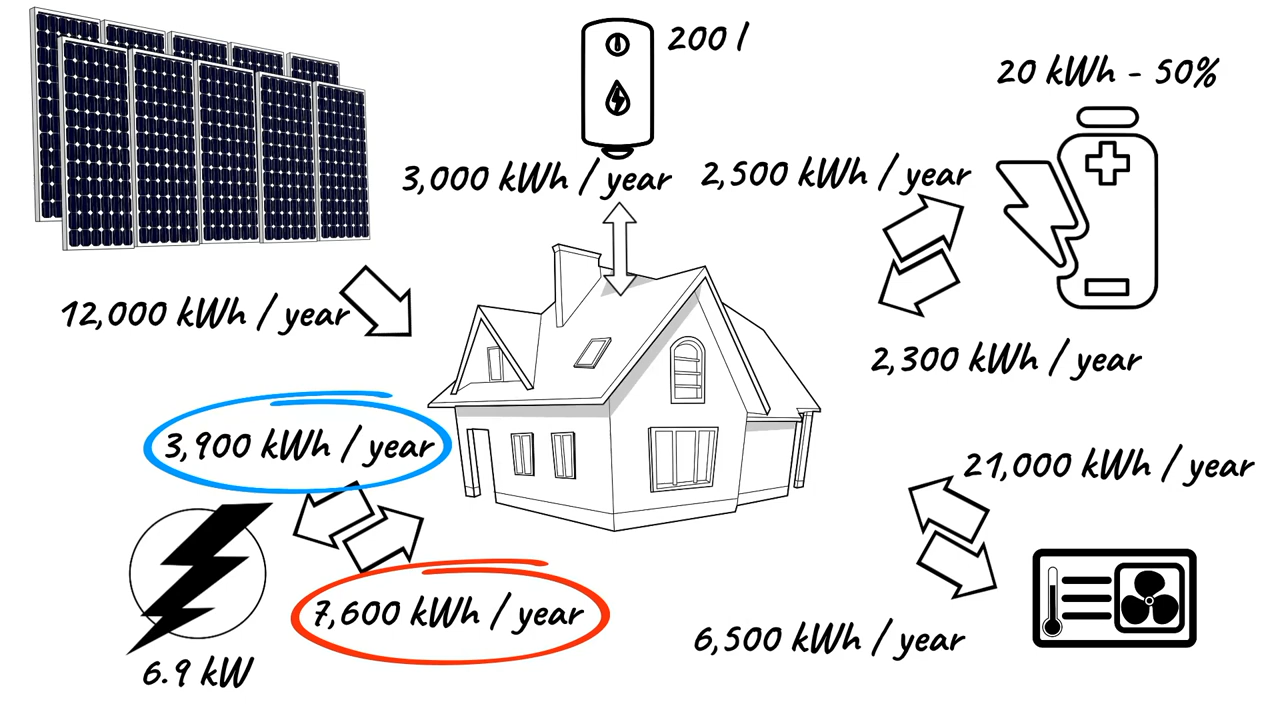 200 l
20 kWh - 50%
3,000 kWh / year
2,500 kWh / year
12,000 kWh / year
2,300 kWh / year
3,900 kWh / year
21,000 kWh / year
7,600 kWh / year
6,500 kWh / year
6.9 kW